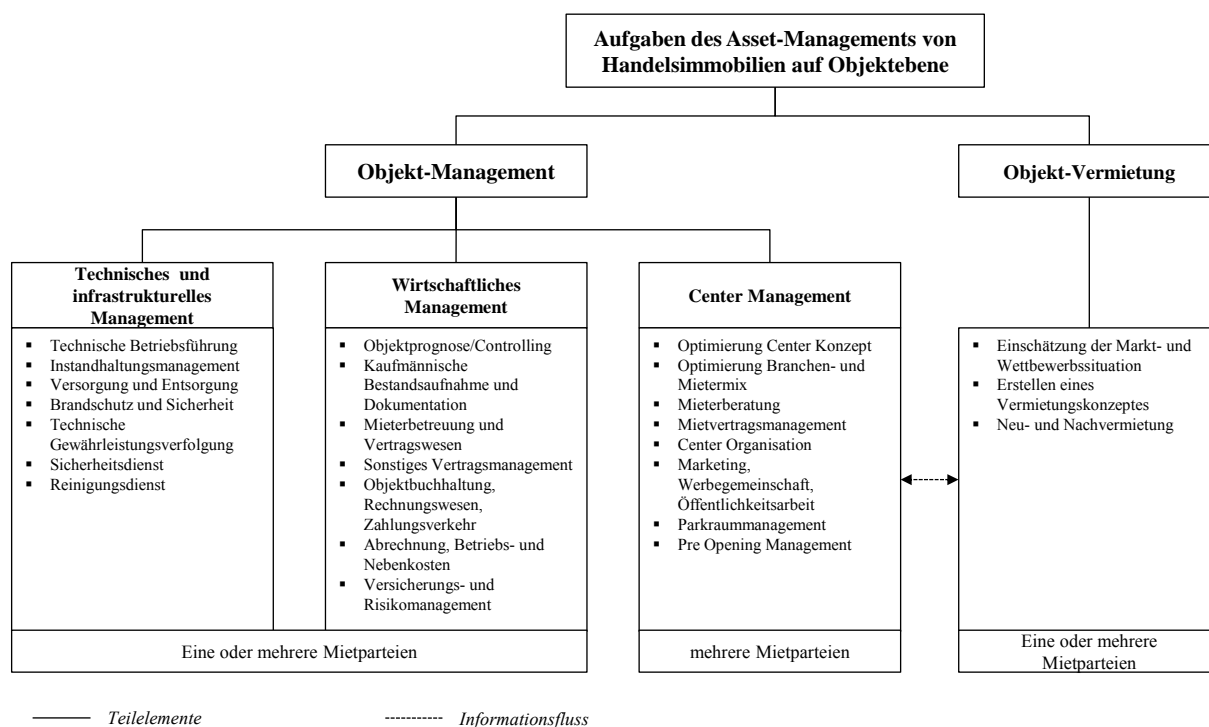 Aufgaben des Asset-Managements von
Handelsimmobilien auf Objektebene
Objekt-Management
Objekt-Vermietung
Technisches und
infrastrukturelles
Management
▪ Technische Betriebsführung
▪ Instandhaltungsmanagement
▪ Versorgung und Entsorgung
▪ Brandschutz und Sicherheit
▪ Technische
Gewährleistungsverfolgung
▪ Sicherheitsdienst
▪ Reinigungsdienst
Wirtschaftliches
Management
▪ Objektprognose/Controlling
▪ Kaufmännische
Bestandsaufnahme und
Dokumentation
▪ Mieterbetreuung und
Vertragswesen
▪ Sonstiges Vertragsmanagement
▪ Objektbuchhaltung,
Rechnungswesen,
Zahlungsverkehr
▪ Abrechnung, Betriebs- und
Nebenkosten
▪ Versicherungs- und
Risikomanagement
Eine oder mehrere Mietparteien
Center Management
▪ Optimierung Center Konzept
▪ Optimierung Branchen- und
Mietermix
▪ Mieterberatung
▪ Mietvertragsmanagement
▪ Center Organisation
▪ Marketing,
Werbegemeinschaft,
Öffentlichkeitsarbeit
▪ Parkraummanagement
▪ Pre Opening Management
mehrere Mietparteien
▪ Einschätzung der Markt- und
Wettbewerbssituation
▪ Erstellen eines
Vermietungskonzeptes
▪ Neu- und Nachvermietung
Eine oder mehrere
Mietparteien
Teilelemente
Informationsfluss